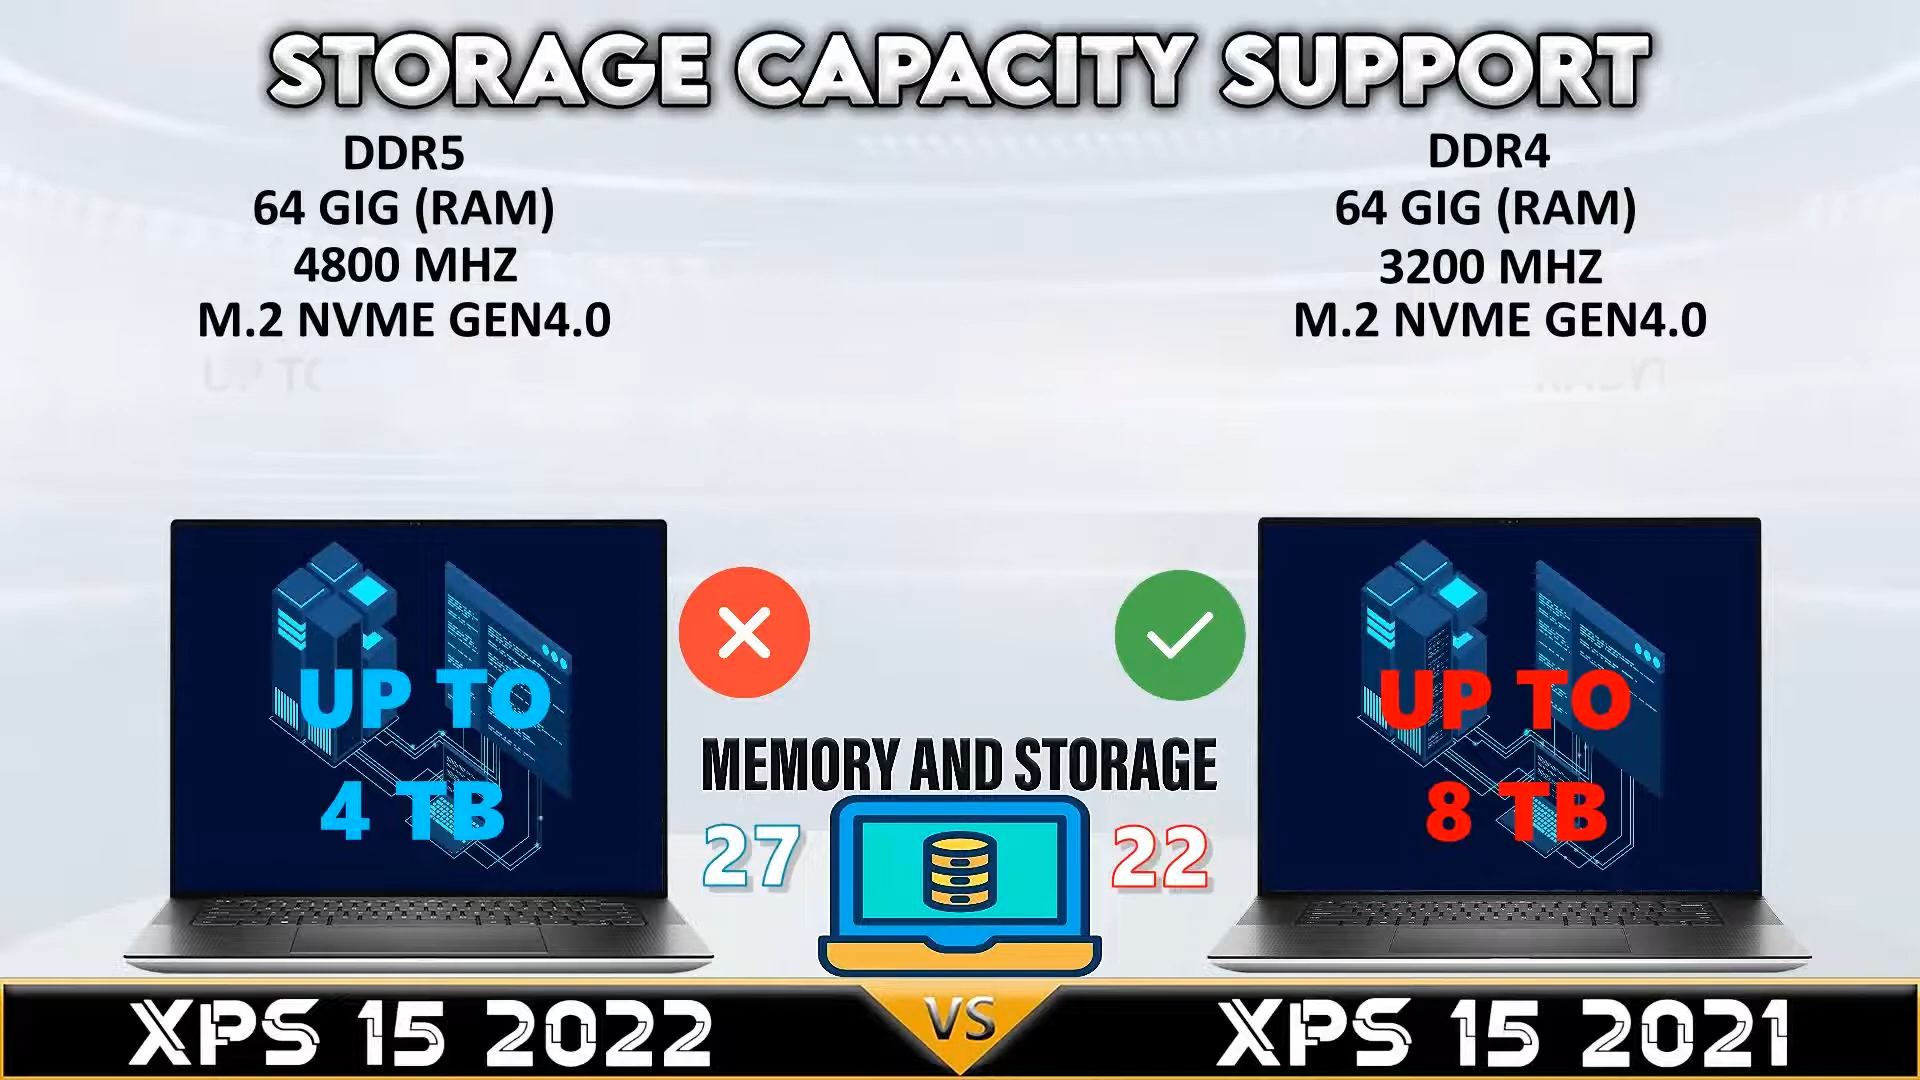 STORAGE CAPACITY SUPPORT
DDR5
64 GIG (RAM)
4800 MHZ
M.2 NVME GEN4.0
UP TO
DDR4
64 GIG (RAM)
3200 MHZ
M.2 NVME GEN4.0
UP TO
4 TB
MEMORY AND STORAGE
27
22
UP TO
8 TB
XPS 15 2022
VS
XPS 15 2021